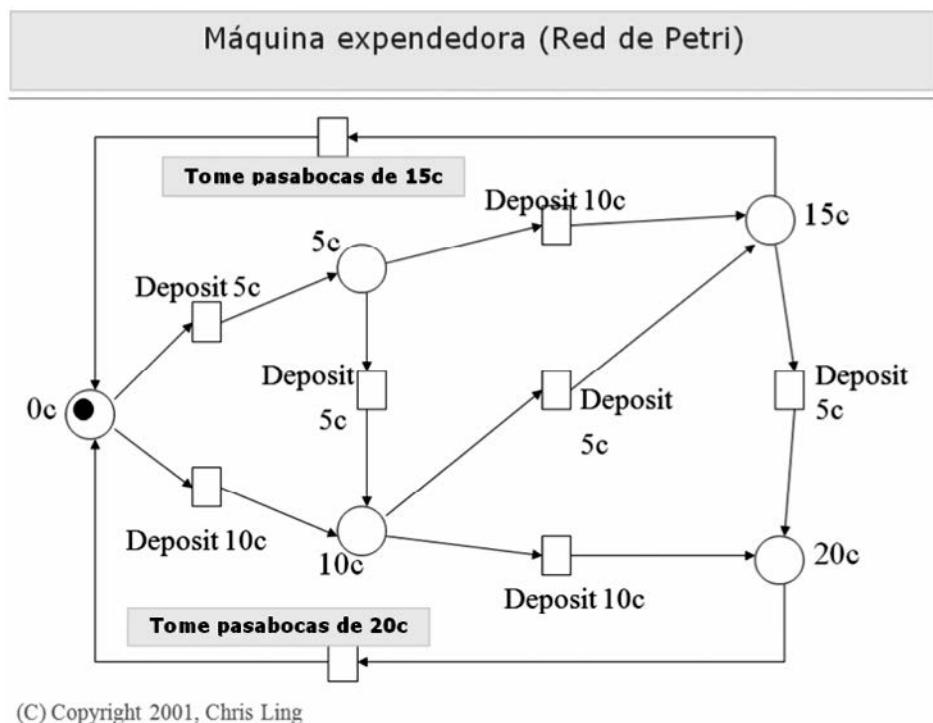 Máquina expendedora (Red de Petri)
Tome pasabocas de 15c
Deposit 10c
15c
5c
Deposit 5c
Deposit
5c
Deposit
5c
Deposit
5c
0c
Deposit 10c
10c
20c
Deposit 10c
Tome pasabocas de 20c
(C) Copyright 2001, Chris Ling